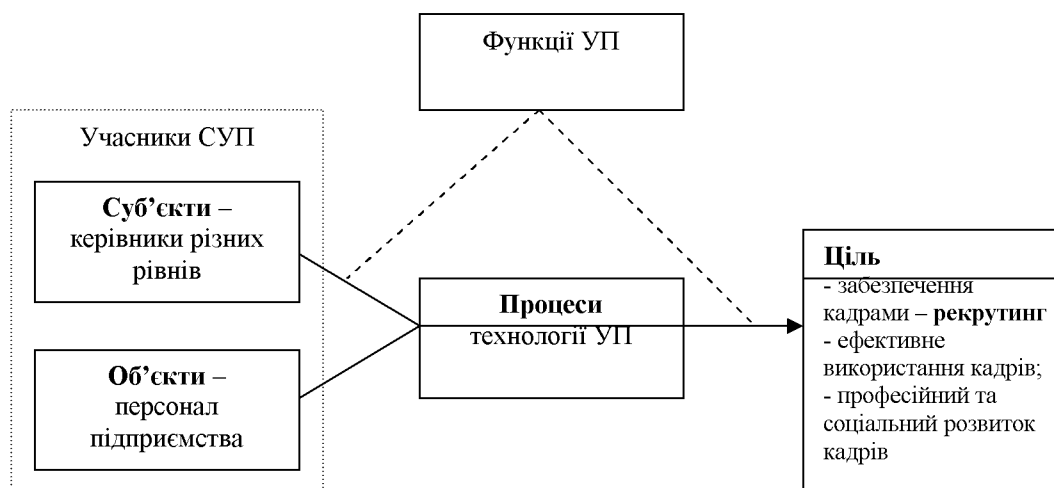 Функції УП
Учасники СУП
Суб’єкти –
керівники різних
рівнів
Об’єкти –
персонал
підприємства
Процеси
технології УП
Ціль
- забезпечення
кадрами – рекрутинг
- ефективне
використання кадрів;
- професійний та
соціальний розвиток
кадрів